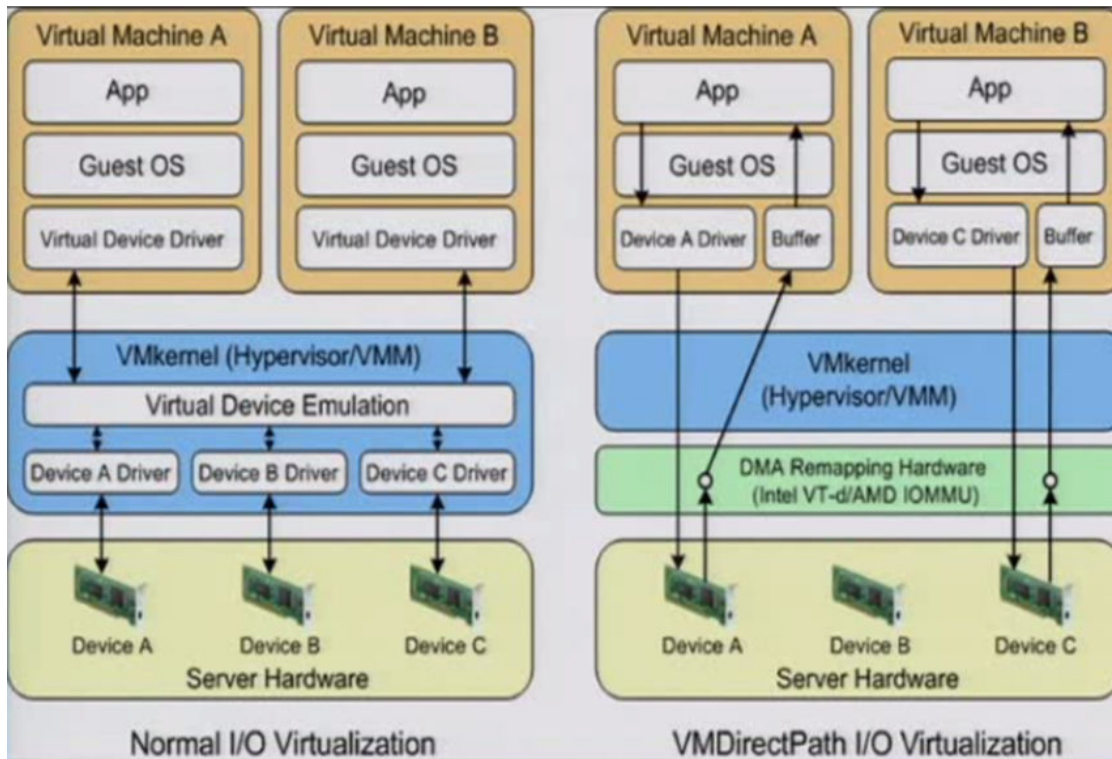 Virtual Machine A
App
Guest OS
Virtual Device Driver
Virtual Machine B
App
Guest OS
Virtual Device Driver
VMkernel (Hypervisor/VMM)
Virtual Device Emulation
Device A Driver
Device B Driver
Device C Driver
Device A
Device B
Device C
Server Hardware
Normal I/O Virtualization
Virtual Machine A
App
Guest OS
Device A Driver
Buffer
Virtual Machine B
App
Guest OS
Device C Driver
Buffer
VMkernel
(Hypervisor/VMM)
DMA Remapping Hardware
(Intel VT-d/AMD IOMMU)
Device A
Device B
Device C
Server Hardware
VMDirectPath I/O Virtualization